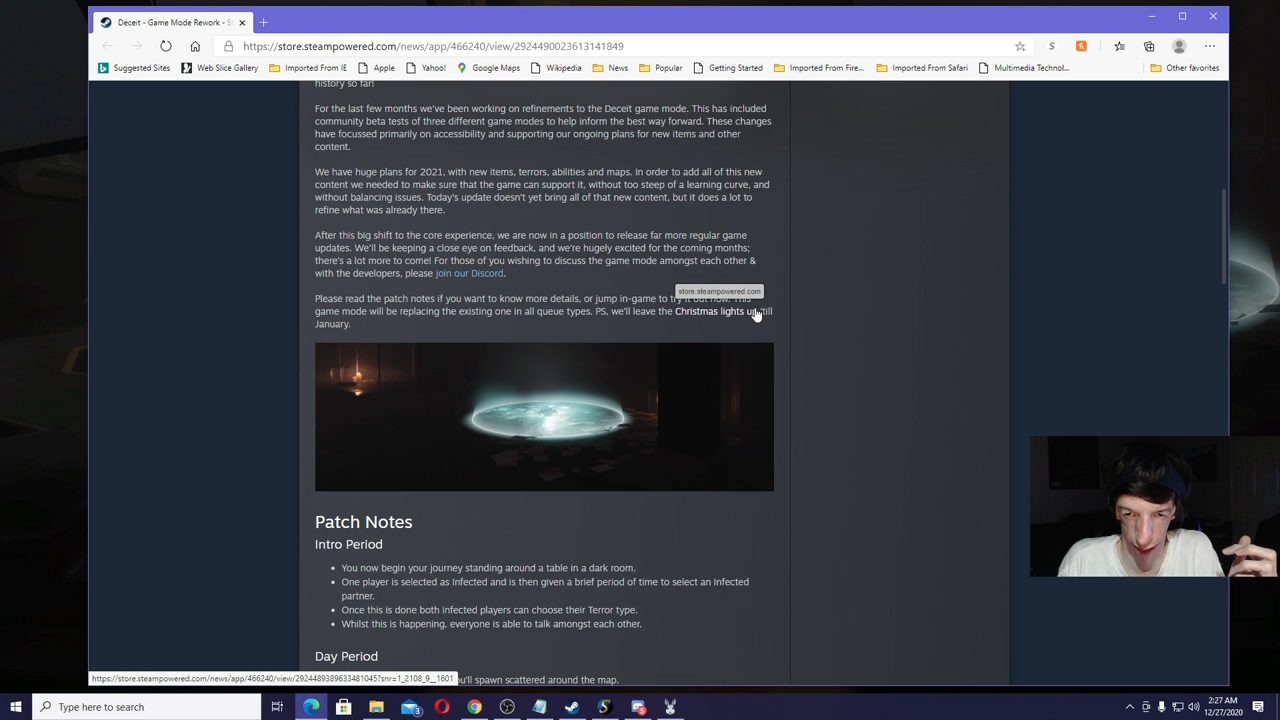 Deceit - Game Mode Rework - S
https://store.steampowered.com/news/app/466240/view/2924490023613141849
Suggested Sites
Web Slice Gallery
Imported From IE
Apple
Yahoo!
Google Maps
Wikipedia
News
Popular
Getting Started
Imported From Fire...
Imported From Safari
Multimedia Technol...
Other favorites
history so far!
For the last few months we've been working on refinements to the Deceit game mode. This has included
community beta tests of three different game modes to help inform the best way forward. These changes
have focussed primarily on accessibility and supporting our ongoing plans for new items and other
content.
We have huge plans for 2021, with new items, terrors, abilities and maps. In order to add all of this new
content we needed to make sure that the game can support it, without too steep of a learning curve, and
without balancing issues. Today's update doesn't yet bring all of that new content, but it does a lot to
refine what was already there.
After this big shift to the core experience, we are now in a position to release far more regular game
updates. We'll be keeping a close eye on feedback, and we're hugely excited for the coming months;
there's a lot more to come! For those of you wishing to discuss the game mode amongst each other &
with the developers, please join our Discord.
store.steampowered.com
Please read the patch notes if you want to know more details, or jump in-game to try it out now. This
game mode will be replacing the existing one in all queue types. PS, we'll leave the Christmas lights up 'till
January.
Patch Notes
Intro Period
• You now begin your journey standing around a table in a dark room.
• One player is selected as Infected and is then given a brief period of time to select an Infected
partner.
• Once this is done both infected players can choose their Terror type.
• Whilst this is happening, everyone is able to talk amongst each other.
Day Period
https://store.steampowered.com/news/app/466240/view/2924489389633481045?snr=1_2108_9__1601
u'll spawn scattered around the map.
Type here to search
3
5
2:27 AM
12/27/2020